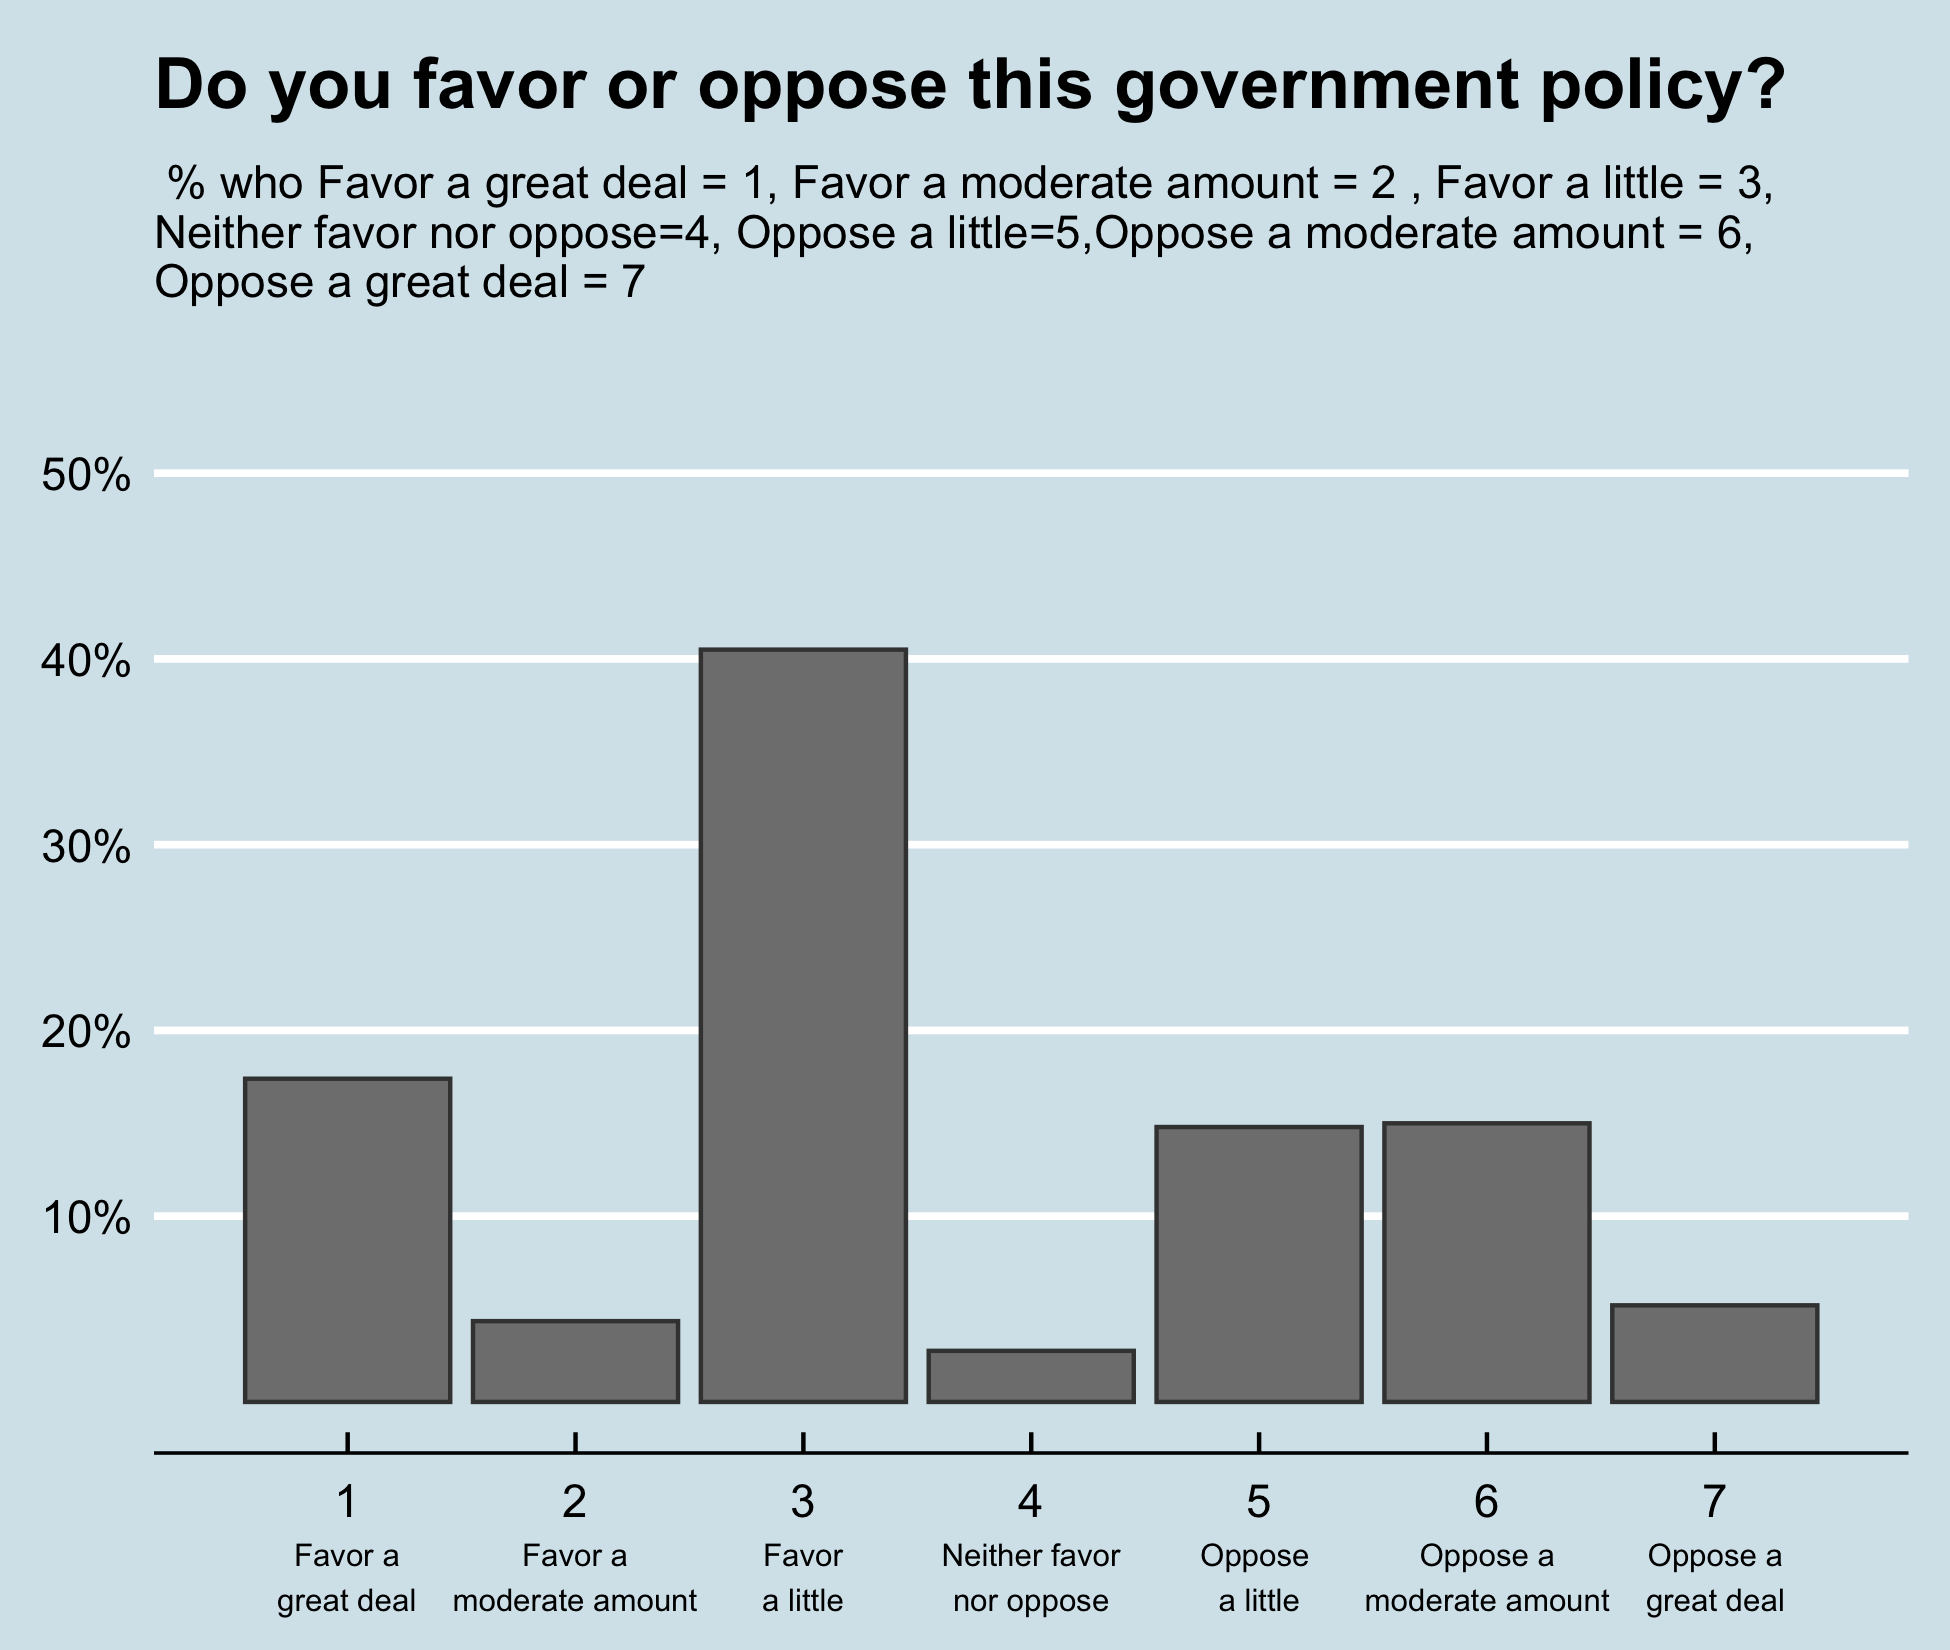 Do you favor or oppose this government policy?
% who Favor a great deal = 1, Favor a moderate amount = 2 , Favor a little = 3,
Neither favor nor oppose=4, Oppose a little=5,Oppose a moderate amount = 6,
Oppose a great deal = 7
50%
40%
30%
20%
10%
1 2 3 4 5 6 7
Favor a Favor a Favor Neither favor Oppose Oppose a Oppose a
great deal moderate amount a little nor oppose a little moderate amount great deal